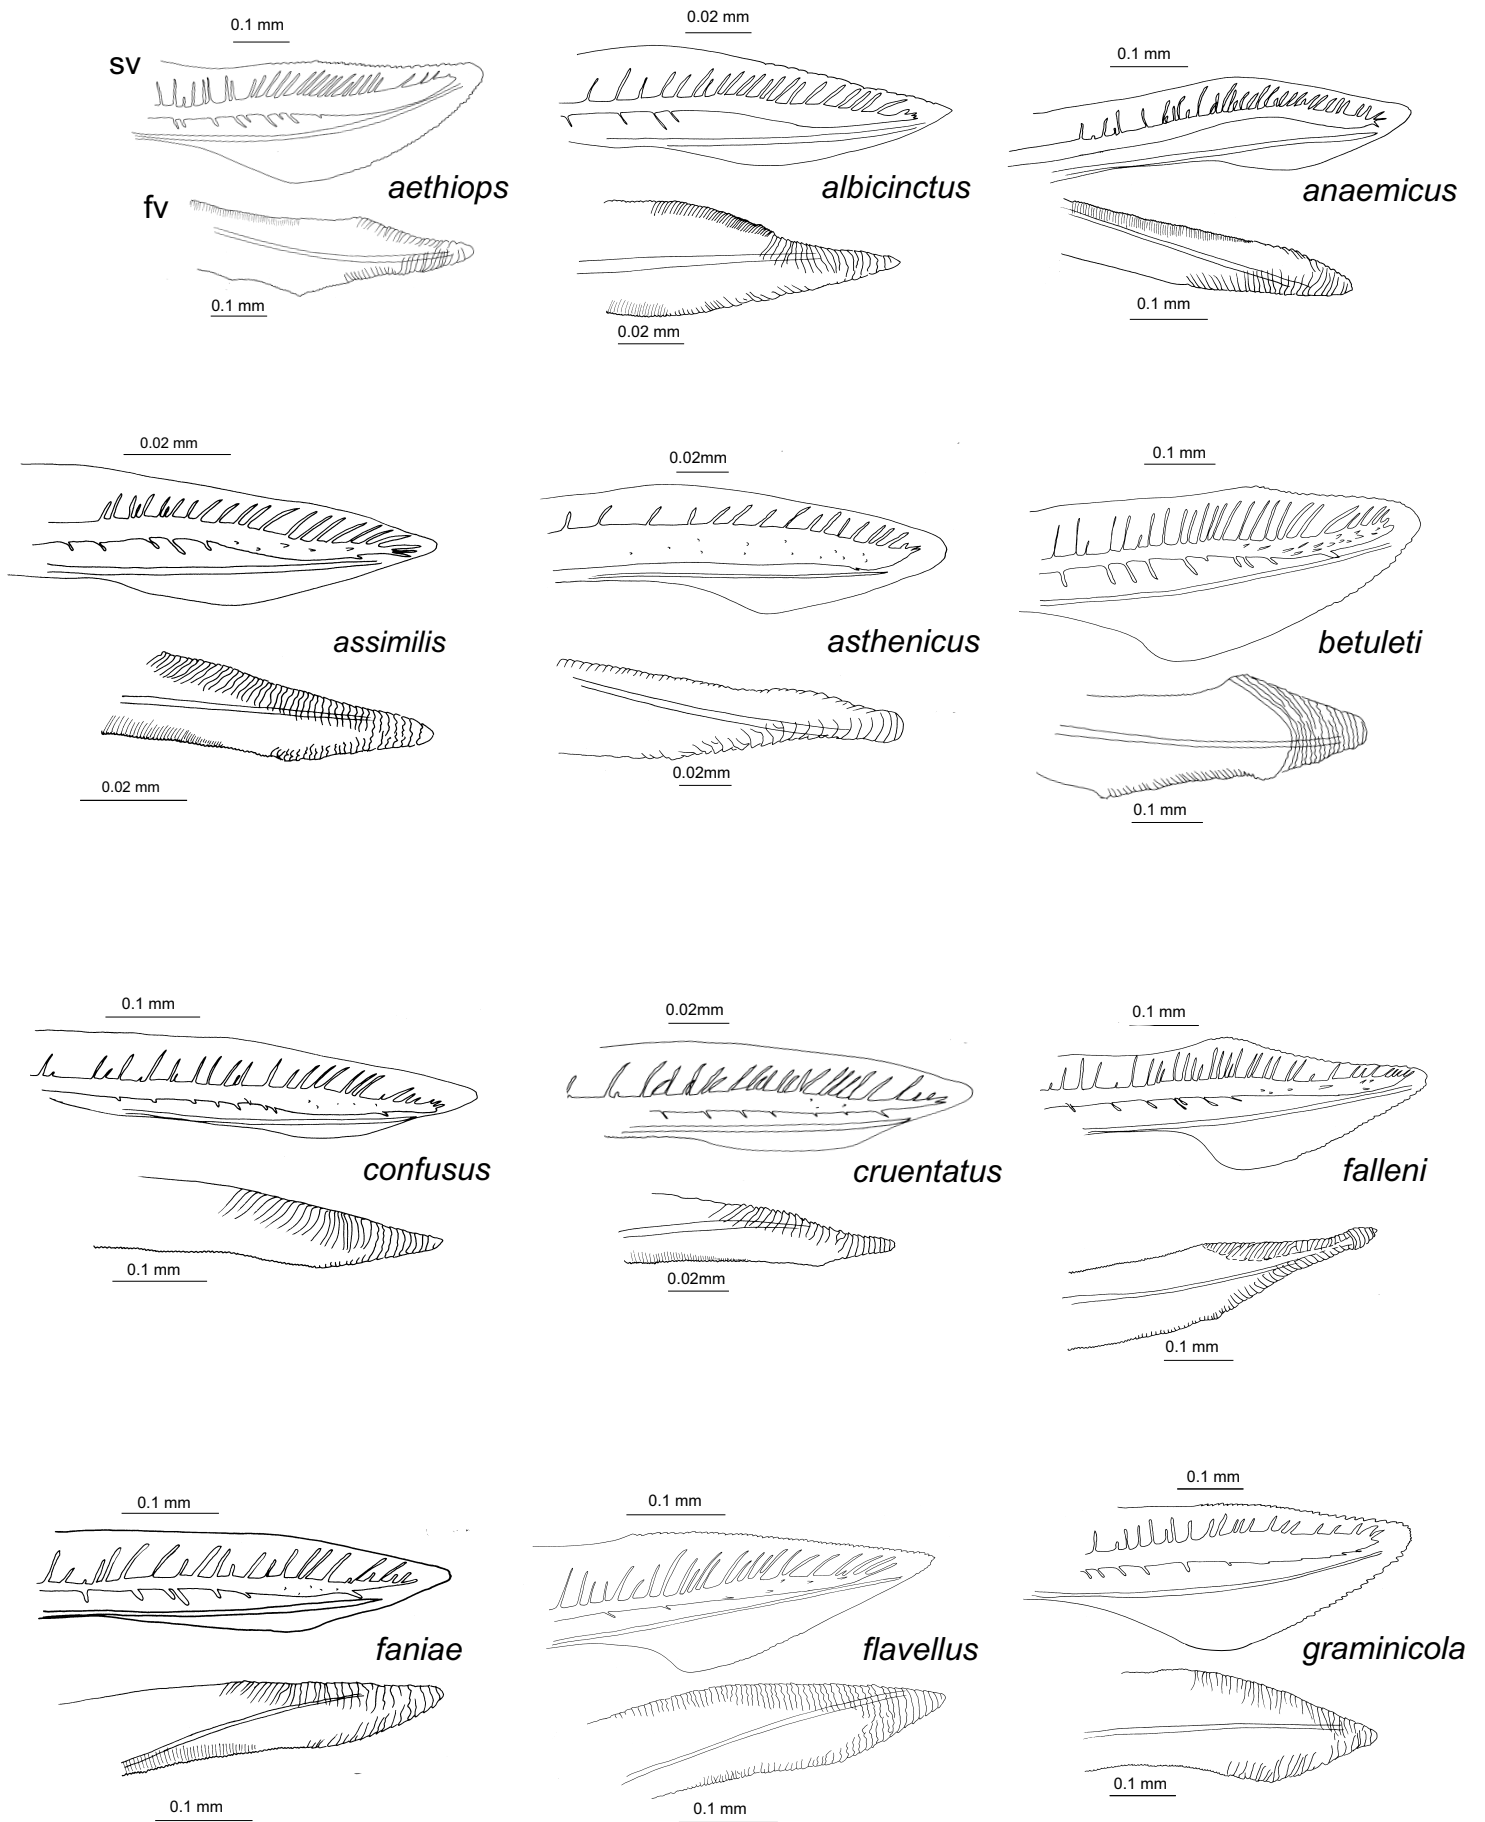 0.1 mm
0.02 mm
0.1 mm
sv
aethiops
albicinctus
anaemicus
fv
0.1 mm
0.02 mm
0.1 mm
0.02 mm
0.02mm
0.1 mm
assimilis
asthenicus
betuleti
0.02 mm
0.02mm
0.1 mm
0.1 mm
0.02mm
0.1 mm
confusus
cruentatus
falleni
0.1 mm
0.02mm
0.1 mm
0.1 mm
0.1 mm
0.1 mm
faniae
flavellus
graminicola
0.1 mm
0.1 mm
0.1 mm